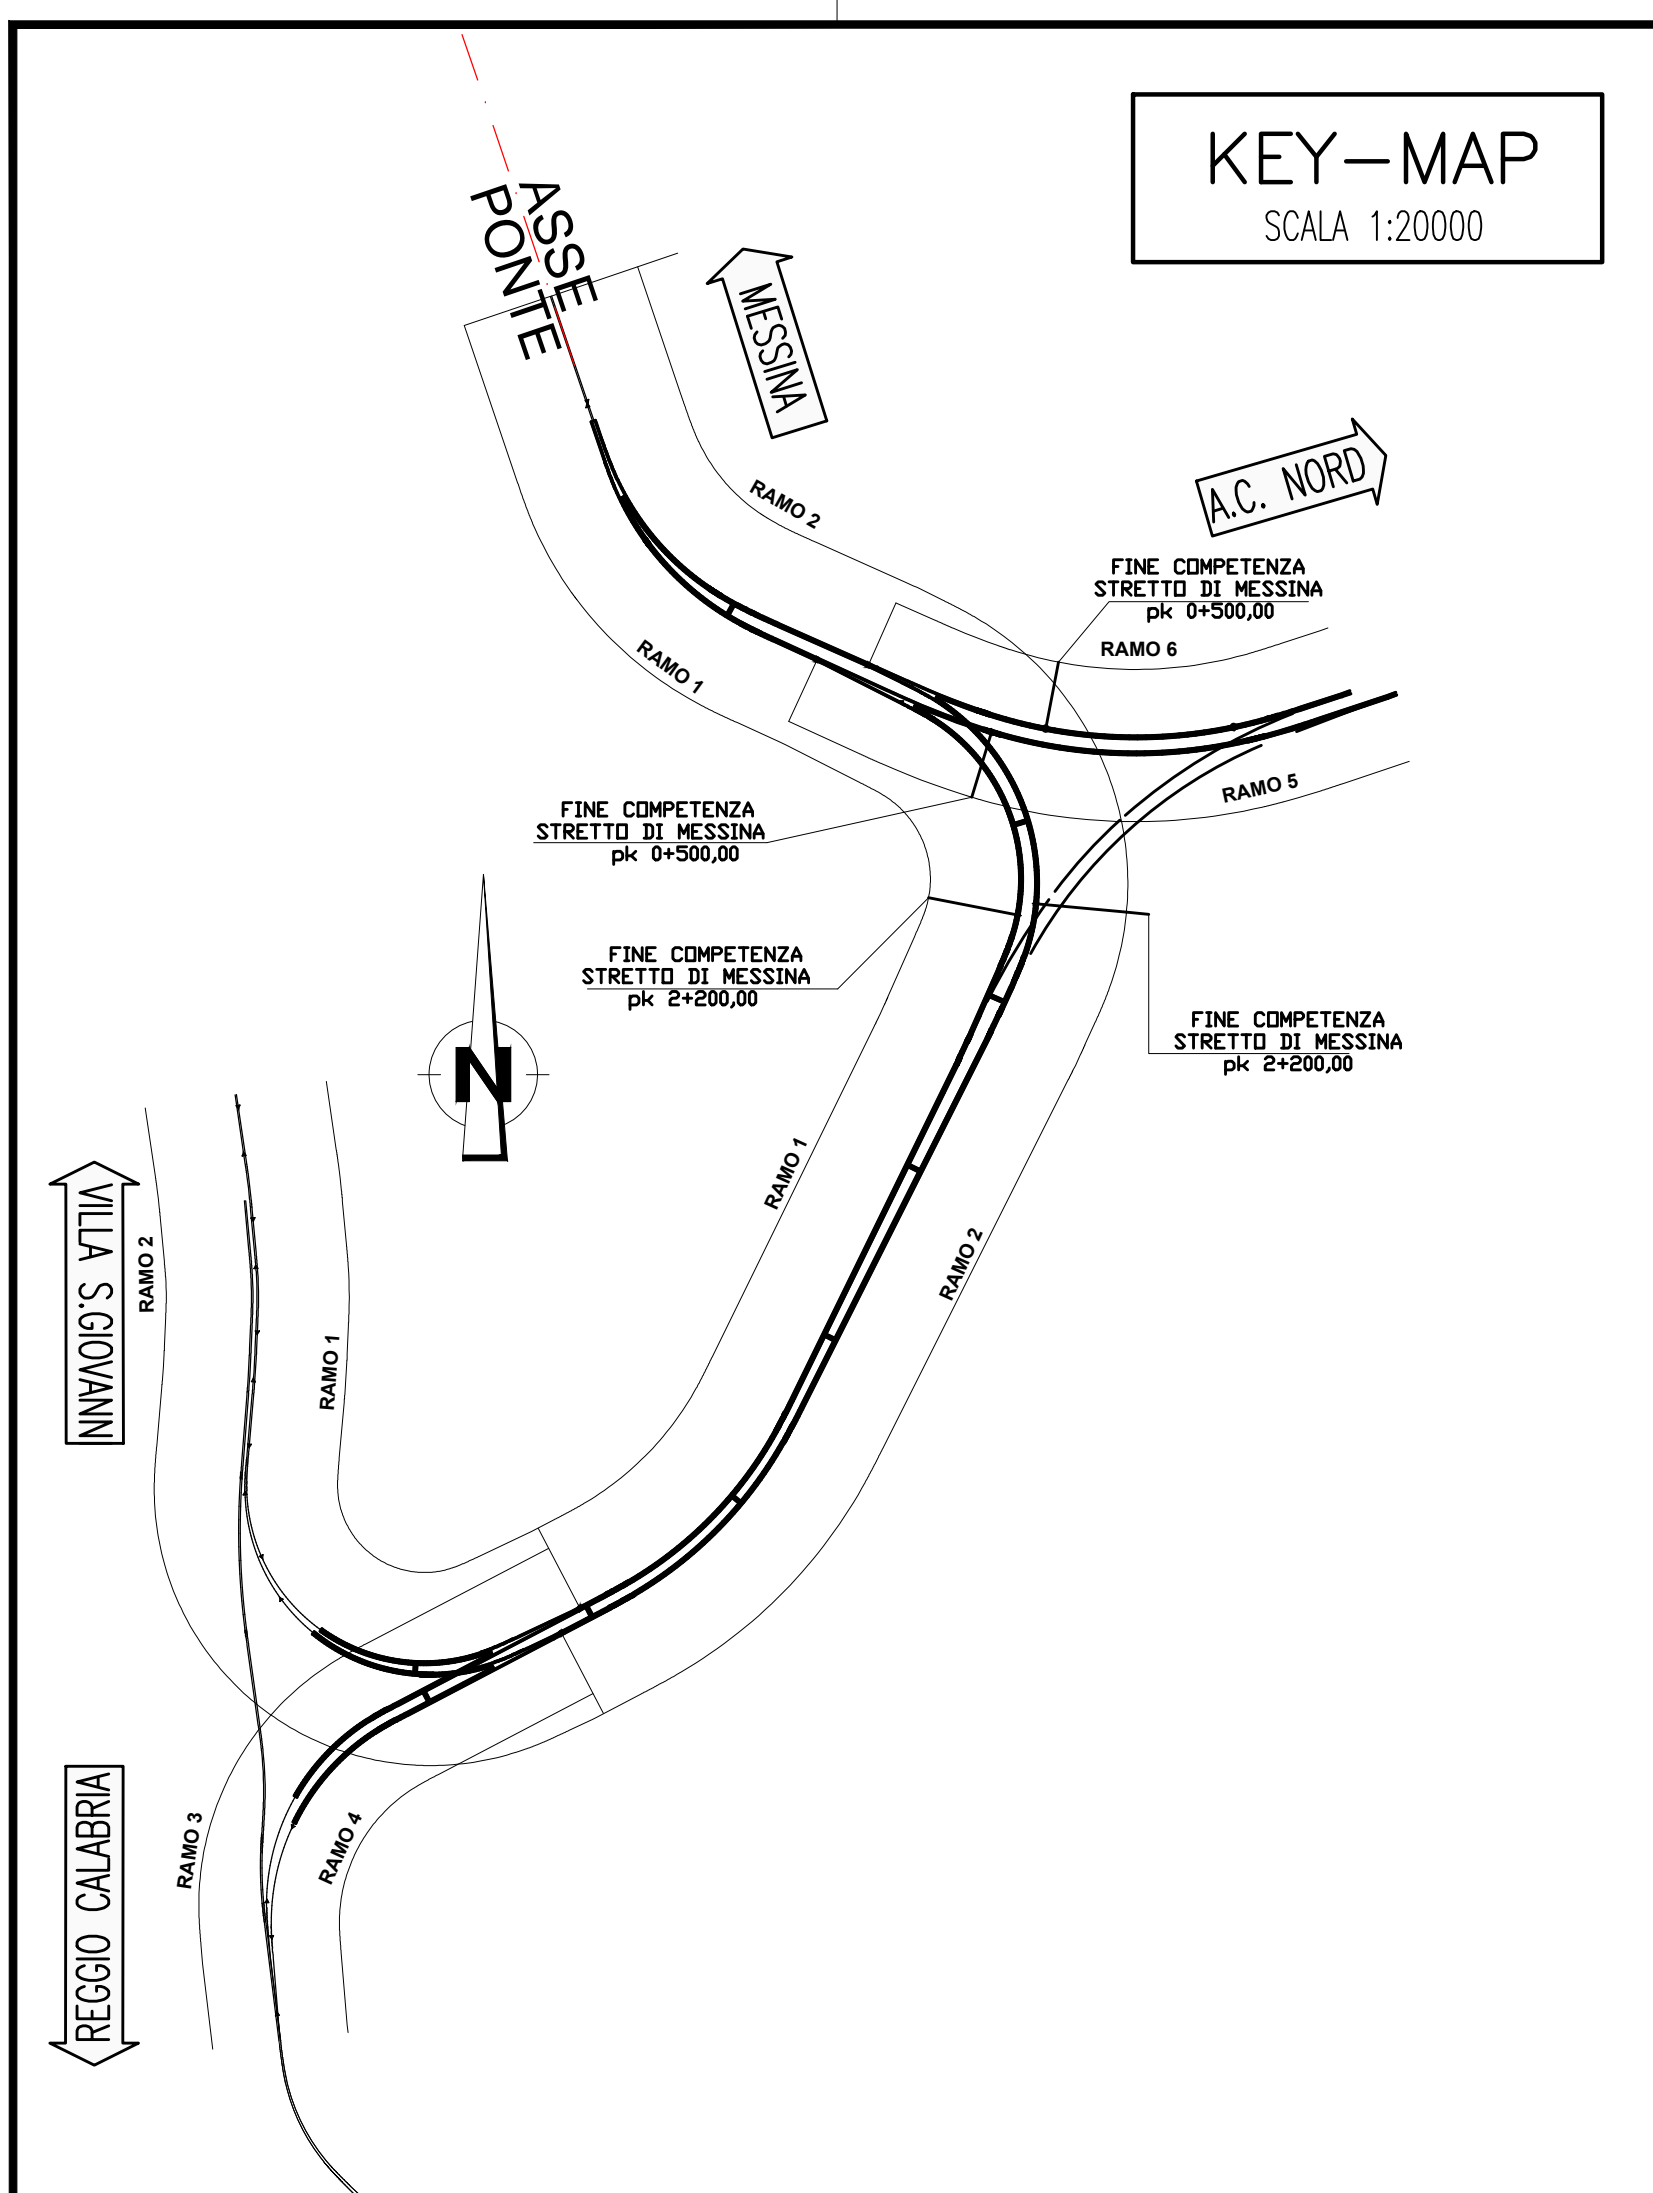 KEY-MAP
SCALA 1:20000
ASSE
PONTE
MESSINA
A.C. NORD
RAMO 2
FINE COMPETENZA
STRETTO DI MESSINA
pk 0+500,00
RAMO 6
RAMO 1
RAMO 5
FINE COMPETENZA
STRETTO DI MESSINA
pk 0+500,00
FINE COMPETENZA
STRETTO DI MESSINA
pk 2+200,00
FINE COMPETENZA
STRETTO DI MESSINA
pk 2+200,00
N
RAMO 1
RAMO 2
VILLA S.GIOVANNI
RAMO 2
RAMO 1
REGGIO CALABRIA
RAMO 3
RAMO 4